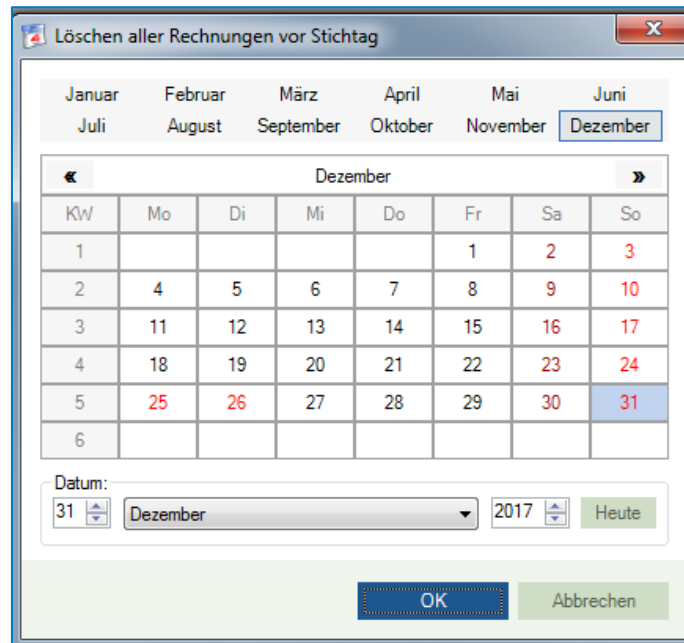 Löschen aller Rechnungen vor Stichtag
Januar Februar März April Mai Juni
Juli August September Oktober November Dezember
« Dezember »
KW Mo Di Mi Do Fr Sa So
1 1 2 3
2 4 5 6 7 8 9 10
3 11 12 13 14 15 16 17
4 18 19 20 21 22 23 24
5 25 26 27 28 29 30 31
6
Datum:
31 Dezember 2017 Heute
OK Abbrechen